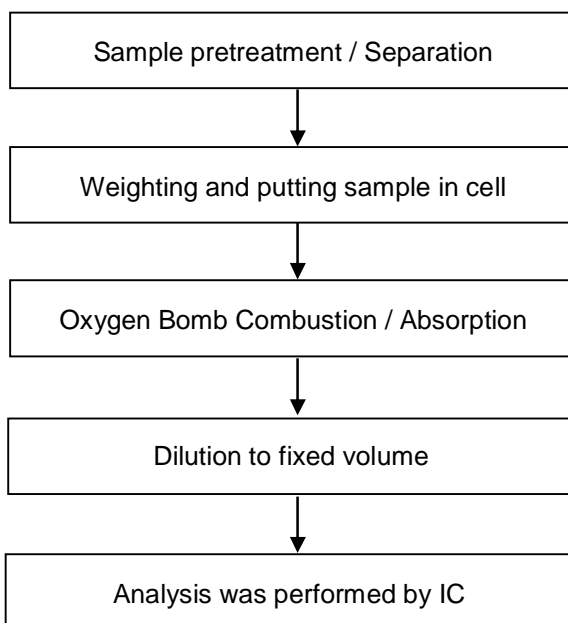 Sample pretreatment / Separation
Weighting and putting sample in cell
Oxygen Bomb Combustion / Absorption
Dilution to fixed volume
Analysis was performed by IC